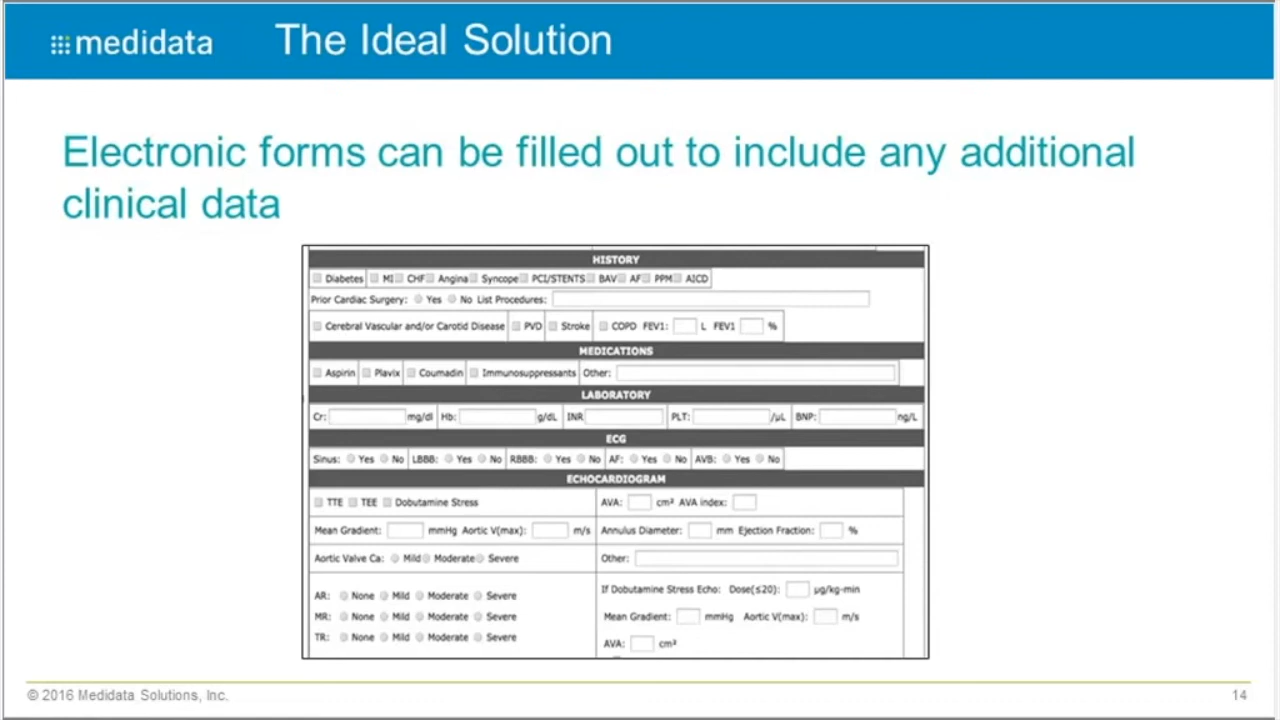 medidata The Ideal Solution
Electronic forms can be filled out to include any additional
clinical data
HISTORY
Diabetes MI CHF Angina Syncope PCI/STENTS BAV AF PPM AICD
Prior Cardiac Surgery: Yes No List Procedures:
Cerebral Vascular and/or Carotid Disease PVD Stroke COPD FEV1: L FEV1 %
MEDICATIONS
Aspirin Plavix Coumadin Immunosuppressants Other:
LABORATORY
Cr: mg/dl Hb: g/dL INR PLT: /µL BNP: ng/L
ECG
Sinus: Yes No LBBB: Yes No RBBB: Yes No AF: Yes No AVB: Yes No
ECHOCARDIOGRAM
TTE TEE Dobutamine Stress AVA: cm² AVA index:
Mean Gradient: mmHg Aortic V(max): m/s Annulus Diameter: mm Ejection Fraction: %
Aortic Valve Ca: Mild Moderate Severe Other:
If Dobutamine Stress Echo: Dose(≤20): µg/kg-min
AR: None Mild Moderate Severe
MR: None Mild Moderate Severe Mean Gradient: mmHg Aortic V(max): m/s
TR: None Mild Moderate Severe AVA: cm²
© 2016 Medidata Solutions, Inc. 14